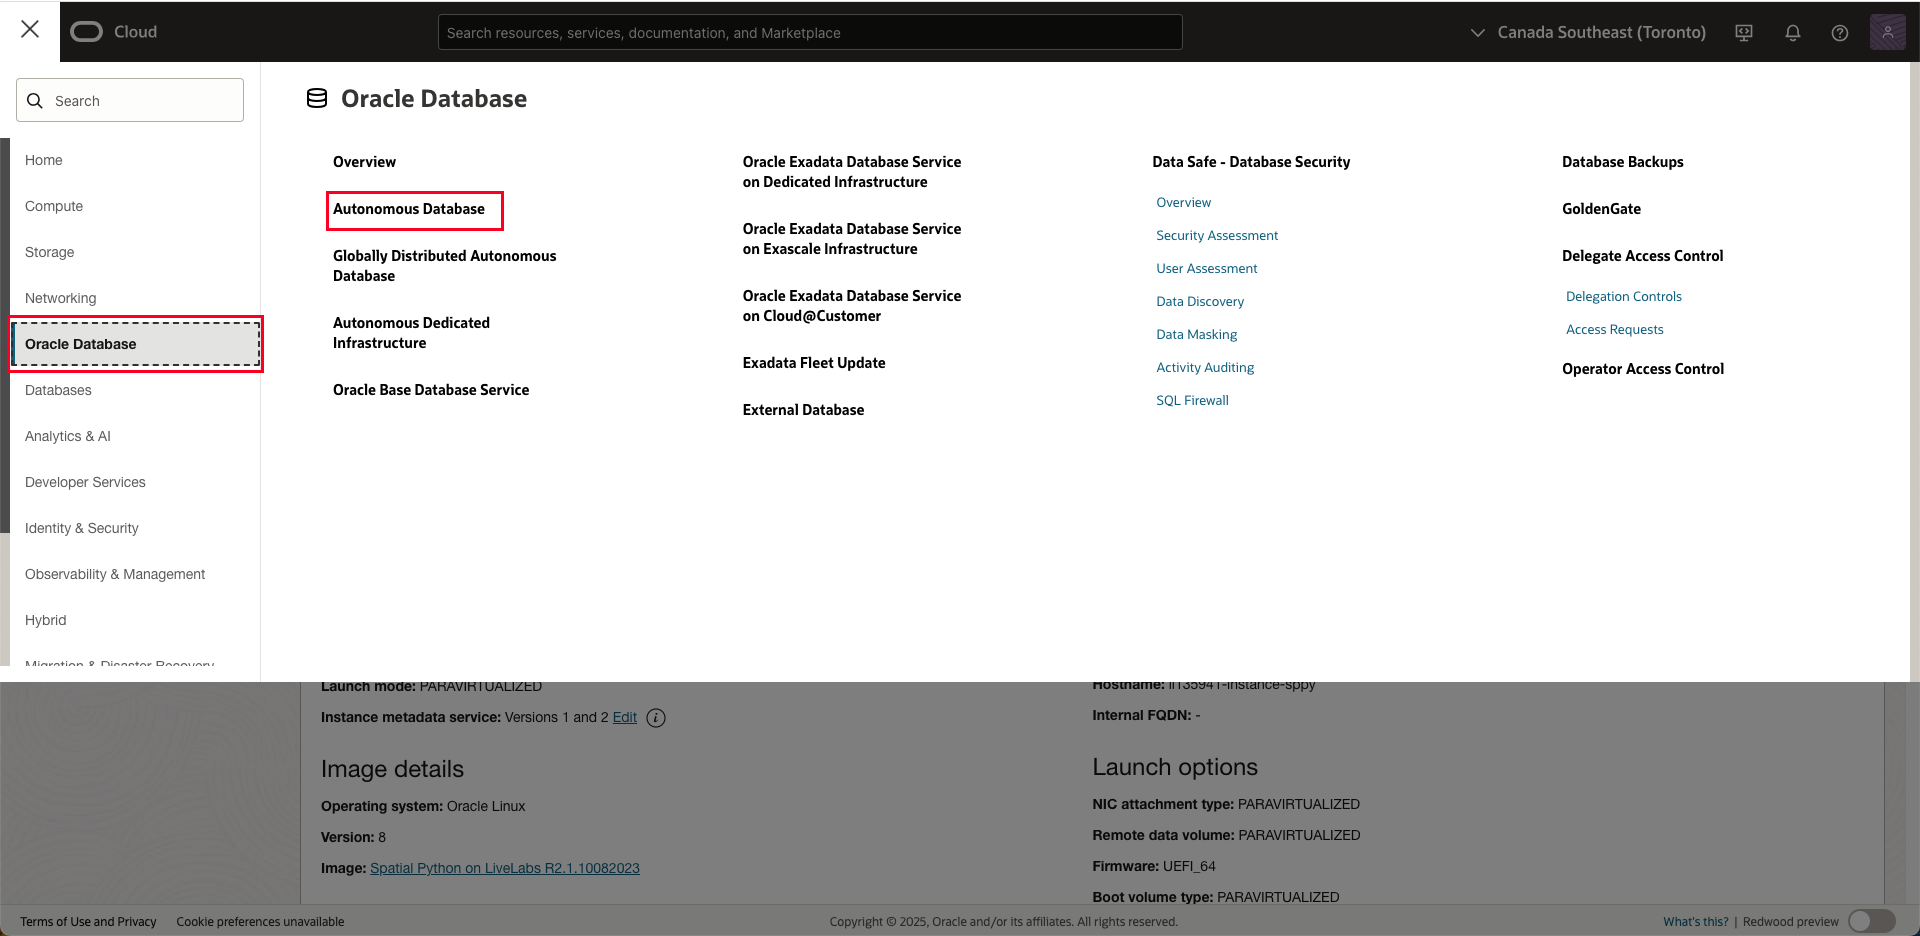 Cloud
Search resources, services, documentation, and Marketplace
Canada Southeast (Toronto)
Search
Home
Compute
Storage
Networking
Oracle Database
Databases
Analytics & AI
Developer Services
Identity & Security
Observability & Management
Hybrid
Migration & Disaster Recovery
Oracle Database
Overview
Autonomous Database
Globally Distributed Autonomous
Database
Autonomous Dedicated
Infrastructure
Oracle Base Database Service
Oracle Exadata Database Service
on Dedicated Infrastructure
Oracle Exadata Database Service
on Exascale Infrastructure
Oracle Exadata Database Service
on Cloud@Customer
Exadata Fleet Update
External Database
Data Safe - Database Security
Overview
Security Assessment
User Assessment
Data Discovery
Data Masking
Activity Auditing
SQL Firewall
Database Backups
GoldenGate
Delegate Access Control
Delegation Controls
Access Requests
Operator Access Control
Launch mode: PARAVIRTUALIZED
Instance metadata service: Versions 1 and 2 Edit
Image details
Operating system: Oracle Linux
Version: 8
Image: Spatial Python on LiveLabs R2.1.10082023
Hostname: ll135941-instance-sppy
Internal FQDN: -
Launch options
NIC attachment type: PARAVIRTUALIZED
Remote data volume: PARAVIRTUALIZED
Firmware: UEFI_64
Boot volume type: PARAVIRTUALIZED
Terms of Use and Privacy
Cookie preferences unavailable
Copyright © 2025, Oracle and/or its affiliates. All rights reserved.
What's this? | Redwood preview